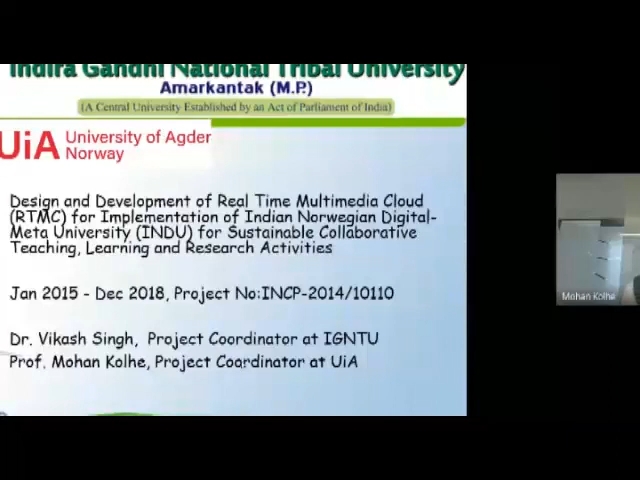 Indira Gandhi National Tribal University
Amarkantak (M.P.)
(A Central University Established by an Act of Parliament of India)
UiA University of Agder
Norway
Design and Development of Real Time Multimedia Cloud
(RTMC) for Implementation of Indian Norwegian Digital-
Meta University (INDU) for Sustainable Collaborative
Teaching, Learning and Research Activities
Jan 2015 - Dec 2018, Project No:INCP-2014/10110
Dr. Vikash Singh, Project Coordinator at IGNTU
Prof. Mohan Kolhe, Project Coordinator at UiA
Mohan Kolhe